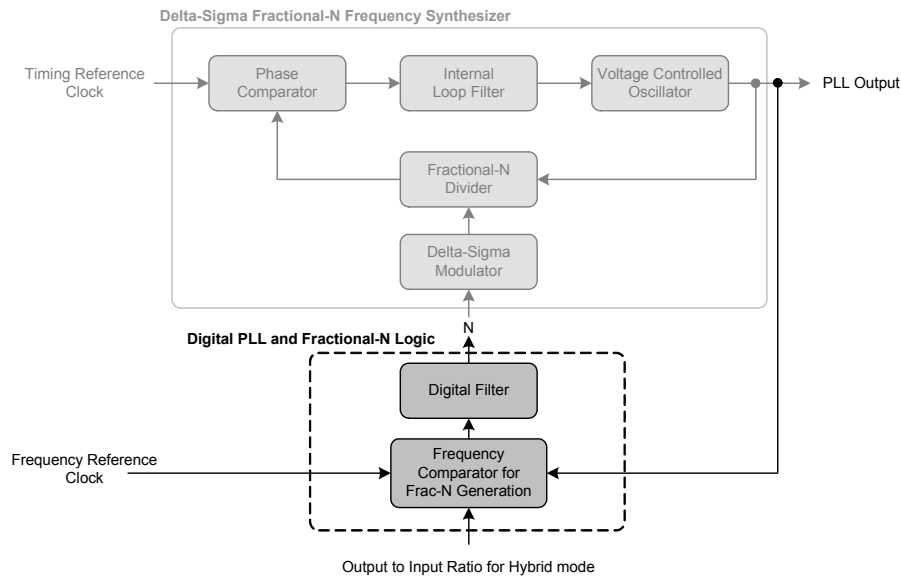 Delta-Sigma Fractional-N Frequency Synthesizer
Timing Reference
Clock
Phase
Comparator
Internal
Loop Filter
Voltage Controlled
Oscillator
PLL Output
Fractional-N
Divider
Delta-Sigma
Modulator
N
Digital PLL and Fractional-N Logic
Digital Filter
Frequency Reference
Clock
Frequency
Comparator for
Frac-N Generation
Output to Input Ratio for Hybrid mode